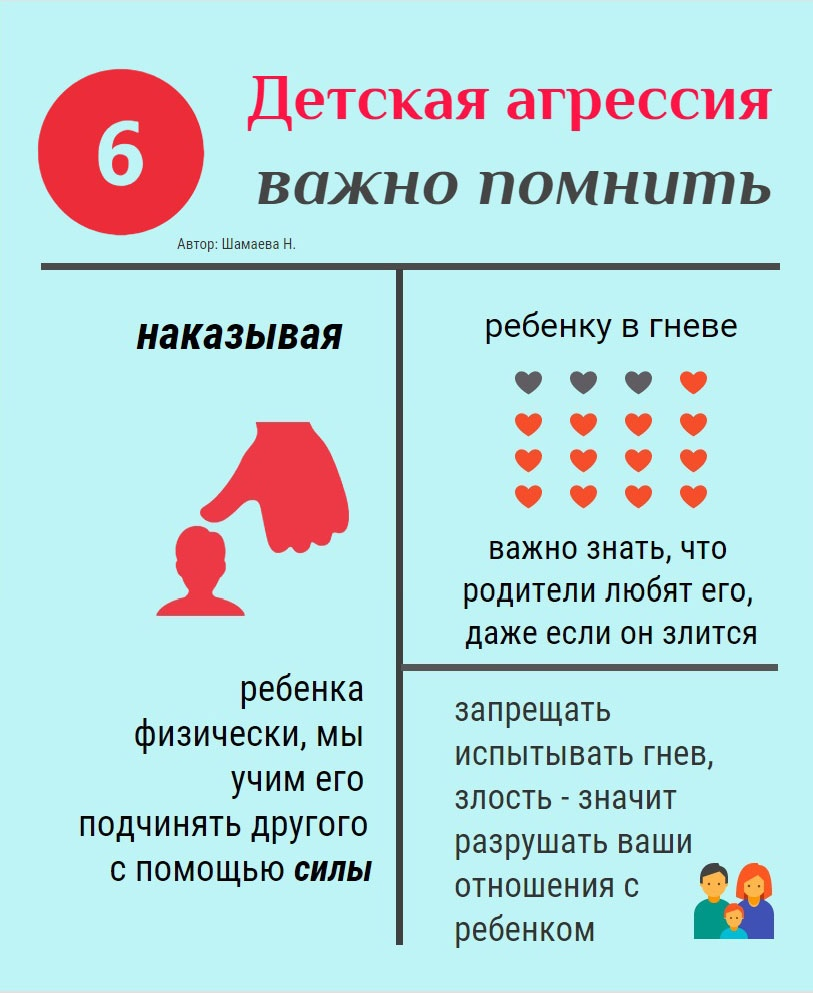 6
Детская агрессия
важно помнить
Автор: Шамаева Н.
наказывая
ребенка
физически, мы
учим его
подчинять другого
с помощью силы
ребенку в гневе
важно знать, что
родители любят его,
даже если он злится
запрещать
испытывать гнев,
злость - значит
разрушать ваши
отношения с
ребенком